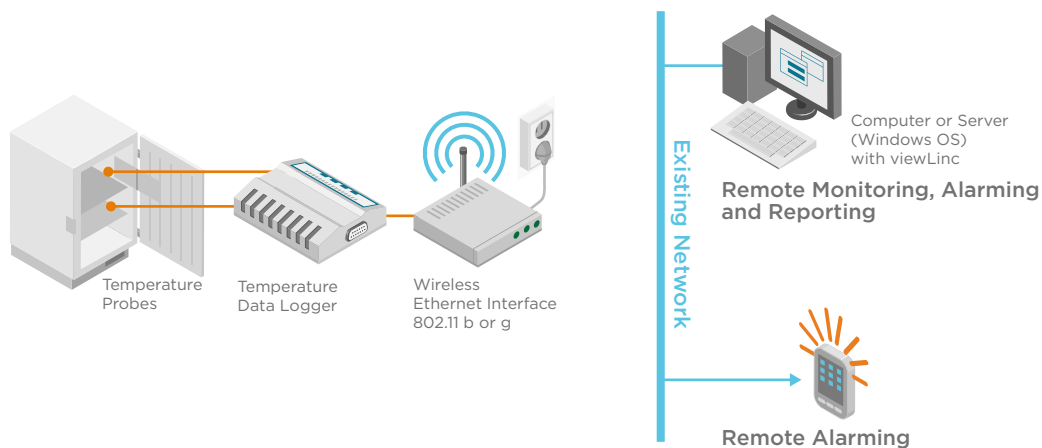 Temperature
Probes
Temperature
Data Logger
Wireless
Ethernet Interface
802.11 b or g
Existing Network
Computer or Server
(Windows OS)
with viewLinc
Remote Monitoring, Alarming
and Reporting
Remote Alarming